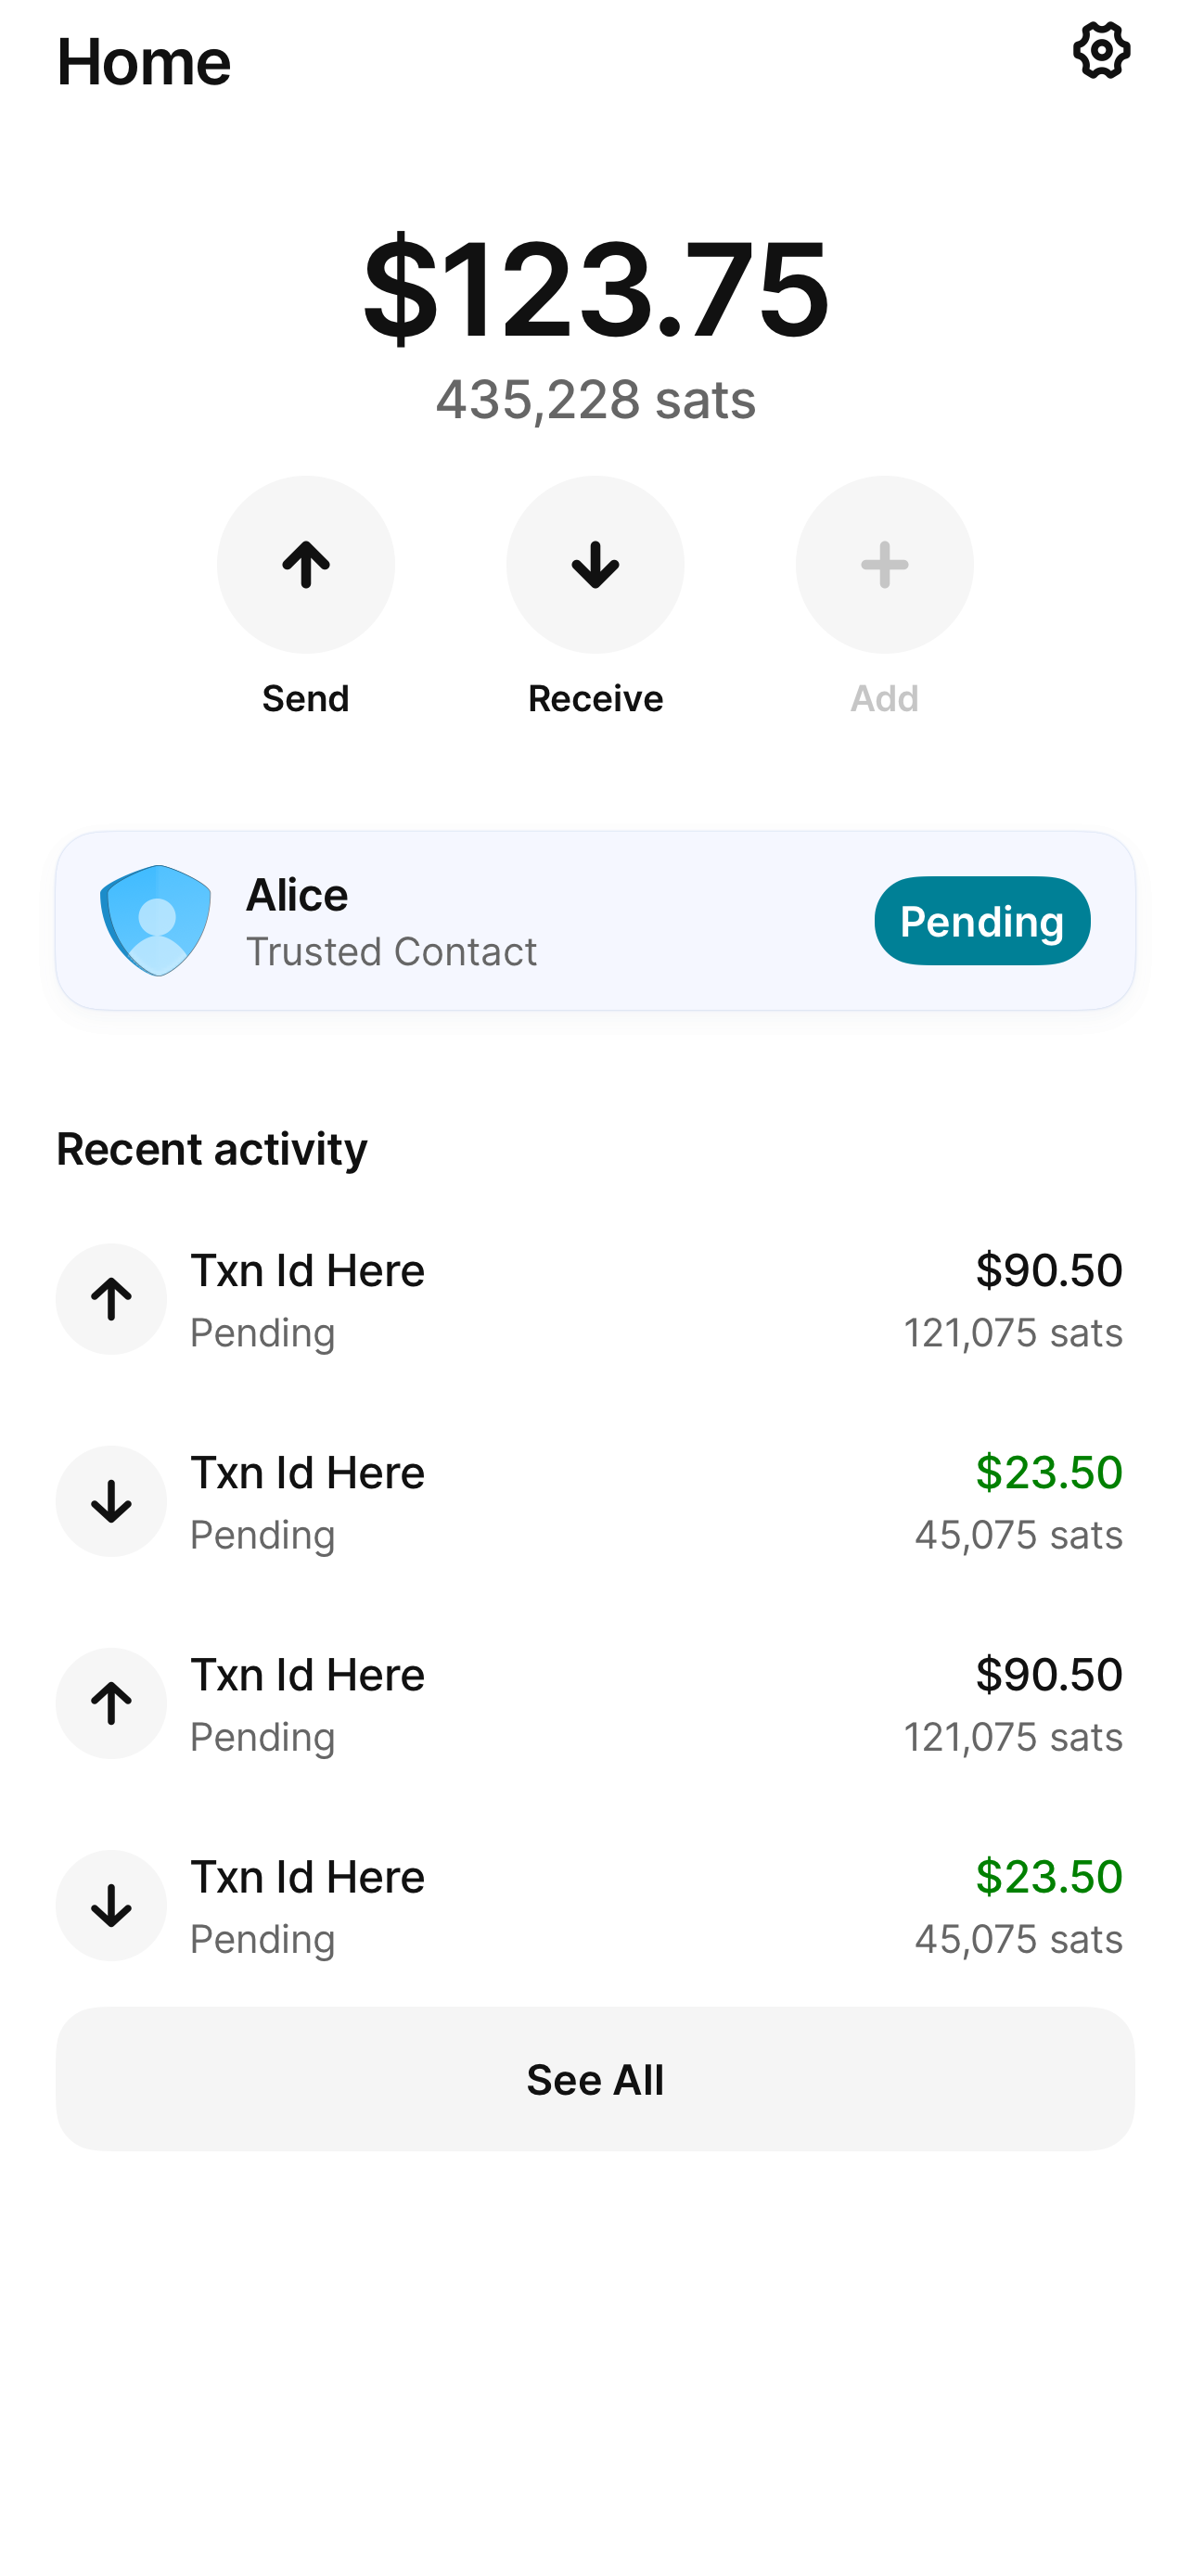 Home
$123.75
435,228 sats
Send
Receive
Add
Alice
Trusted Contact
Pending
Recent activity
Txn Id Here
$90.50
Pending
121,075 sats
Txn Id Here
$23.50
Pending
45,075 sats
Txn Id Here
$90.50
Pending
121,075 sats
Txn Id Here
$23.50
Pending
45,075 sats
See All